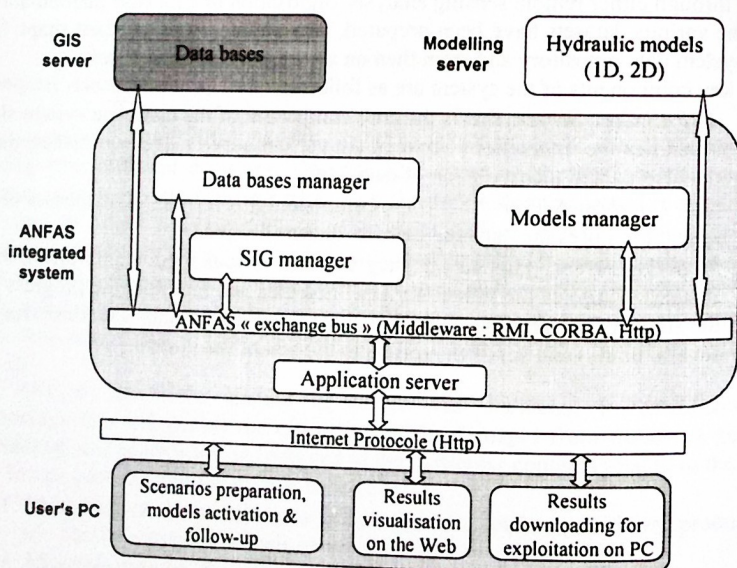 GIS
server
Data bases
Modelling
server
Hydraulic models
(1D, 2D)
ANFAS
integrated
system
Data bases manager
SIG manager
Models manager
ANFAS « exchange bus » (Middleware : RMI, CORBA, Http)
Application server
Internet Protocole (Http)
User's PC
Scenarios preparation,
models activation &
follow-up
Results
visualisation
on the Web
Results
downloading for
exploitation on PC